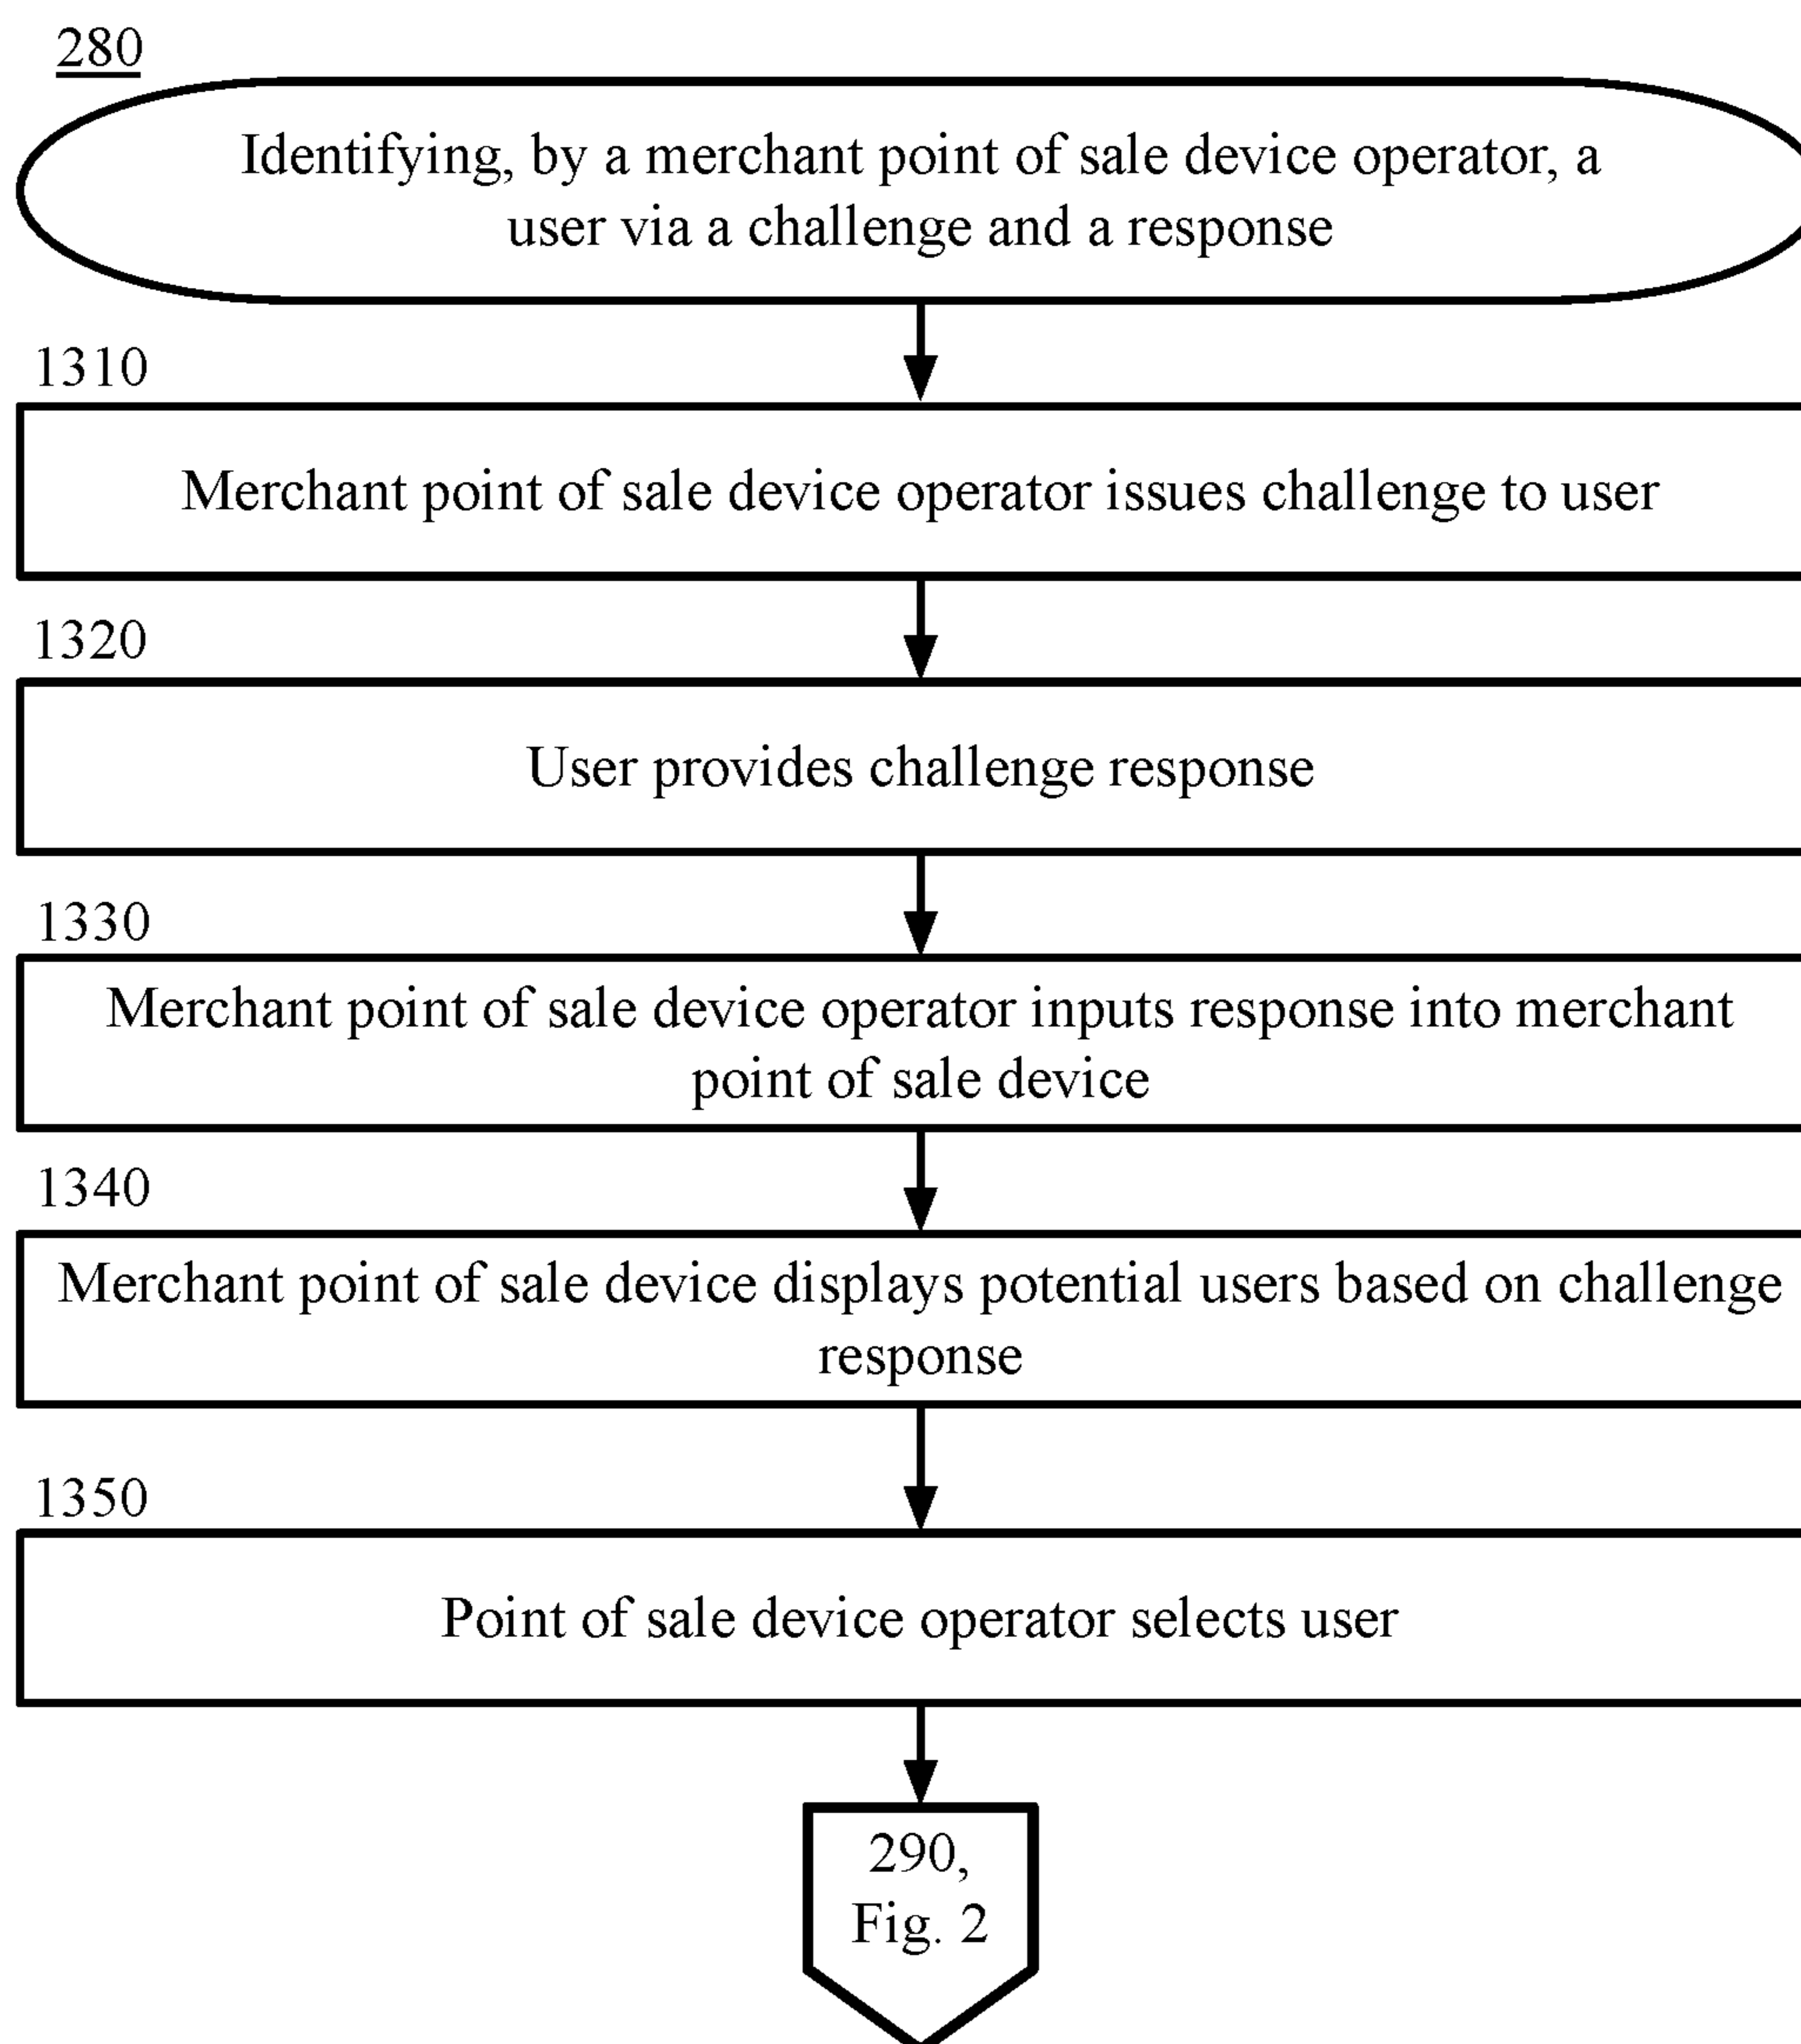 280
Identifying, by a merchant point of sale device operator, a
user via a challenge and a response
1310
Merchant point of sale device operator issues challenge to user
1320
User provides challenge response
1330
Merchant point of sale device operator inputs response into merchant
point of sale device
1340
Merchant point of sale device displays potential users based on challenge
response
1350
Point of sale device operator selects user
290,
Fig. 2